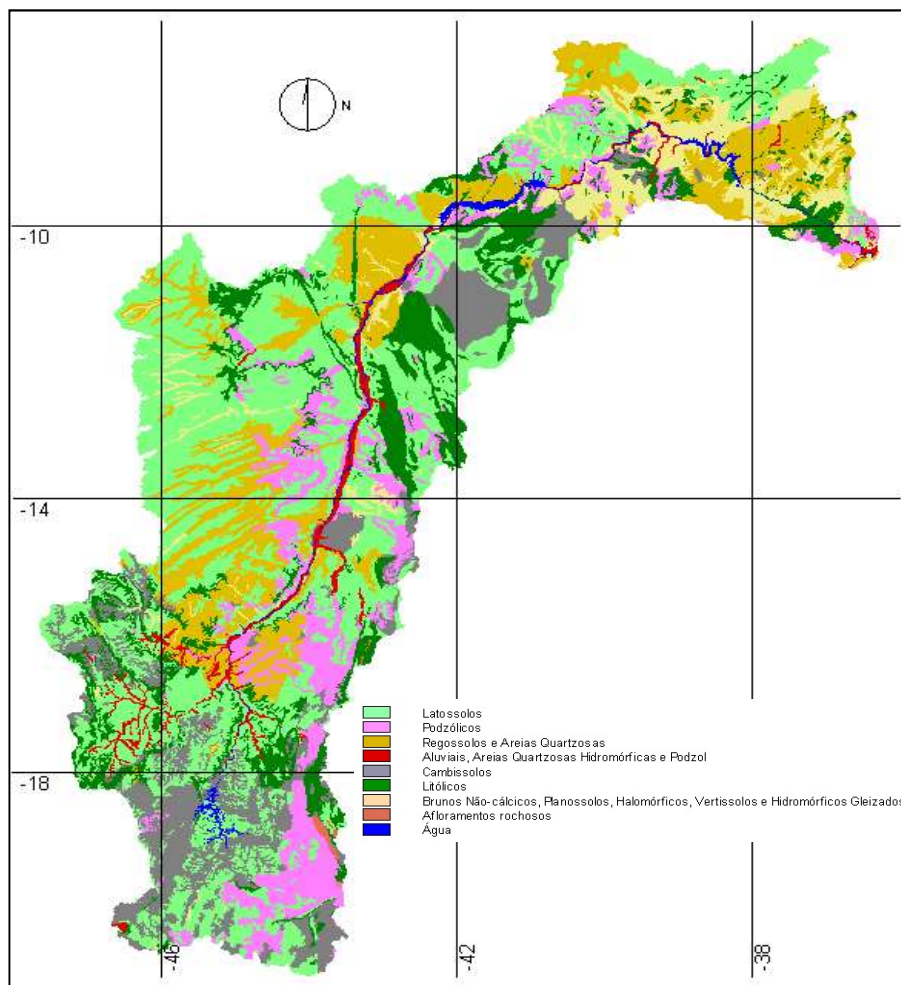 N
-10
-14
-18
Latossolos
Podzólicos
Regossolos e Areias Quartzosas
Aluviais, Areias Quartzosas Hidromórficas e Podzol
Cambissolos
Litólicos
Brunos Não-cálcicos, Planossolos, Halomórficos, Vertissolos e Hidromórficos Gleizados
Afloramentos rochosos
Água
-46
-42
-38